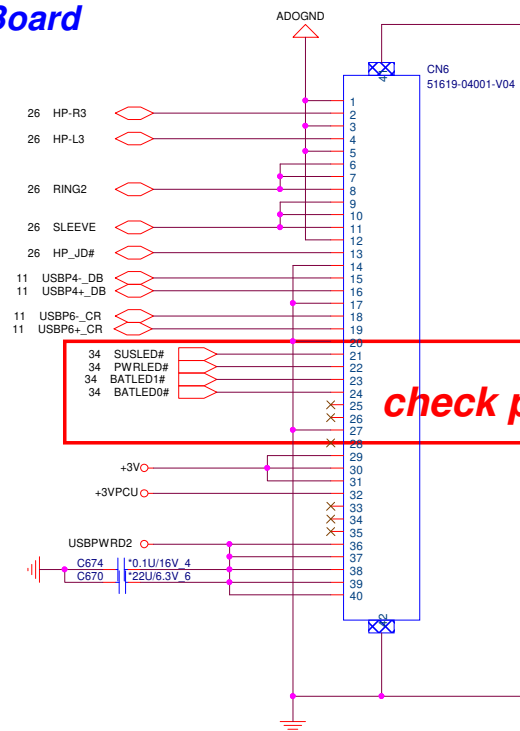 Board
ADOGND
41
CN6
51619-04001-V04
1
26 HP-R3 2
3
26 HP-L3 4
5
6
7
26 RING2 8
9
10
26 SLEEVE 11
12
26 HP_JD# 13
14
11 USBP4-_DB 15
11 USBP4+_DB 16
17
11 USBP6-_CR 18
11 USBP6+_CR 19
20
34 SUSLED# 21
34 PWRLED# 22
34 BATLED1# 23
34 BATLED0# 24
25
check p
26
27
28
29
+3V 30
31
+3VPCU 32
33
34
35
USBPWRD2 36
37
C674 *0.1U/16V_4 38
C670 *22U/6.3V_6 39
40
42